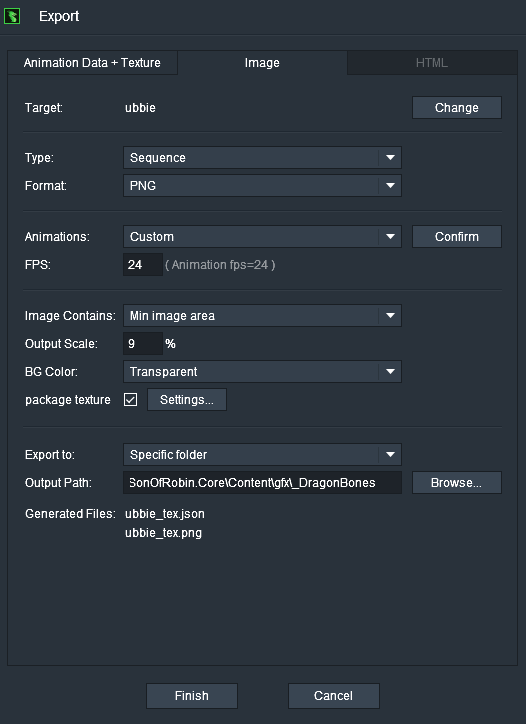 Export
Animation Data + Texture Image HTML
Target: ubbie Change
Type: Sequence
Format: PNG
Animations: Custom Confirm
FPS: 24 ( Animation fps=24 )
Image Contains: Min image area
Output Scale: 9 %
BG Color: Transparent
package texture Settings...
Export to: Specific folder
Output Path: SonOfRobin.Core\Content\gfx\_DragonBones Browse...
Generated Files: ubbie_tex.json
ubbie_tex.png
Finish Cancel